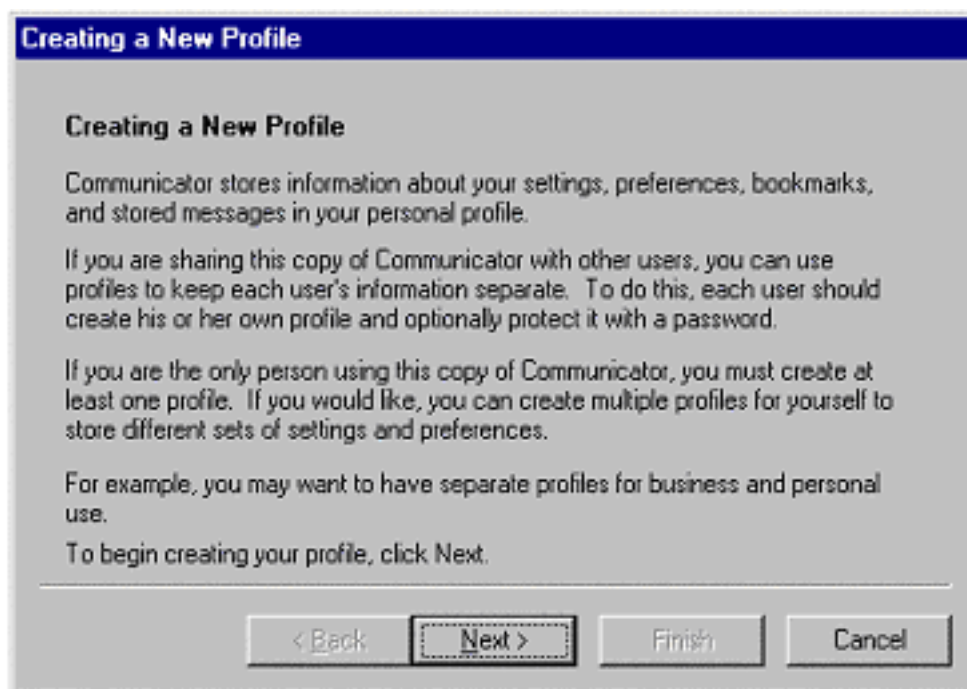 Creating a New Profile
Creating a New Profile
Communicator stores information about your settings, preferences, bookmarks,
and stored messages in your personal profile.
If you are sharing this copy of Communicator with other users, you can use
profiles to keep each user's information separate.  To do this, each user should
create his or her own profile and optionally protect it with a password.
If you are the only person using this copy of Communicator, you must create at
least one profile.  If you would like, you can create multiple profiles for yourself to
store different sets of settings and preferences.
For example, you may want to have separate profiles for business and personal
use.
To begin creating your profile, click Next.
< Back Next > Finish Cancel